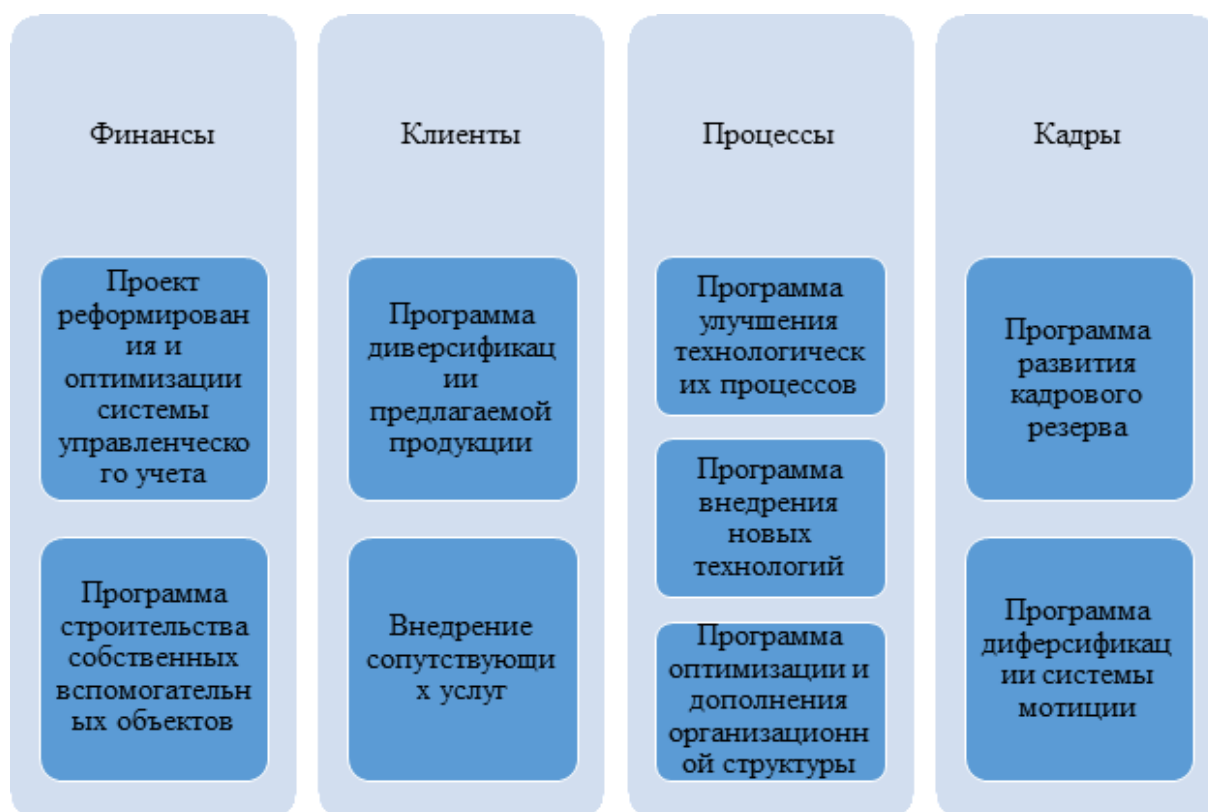 Финансы
Проект
реформирован
ия и
оптимизации
системы
управленческо
го учета
Программа
строительства
собственных
вспомогательн
ых объектов
Клиенты
Программа
диверсификац
ии
предлагаемой
продукции
Внедрение
сопутствующи
х услуг
Процессы
Программа
улучшения
технологическ
их процессов
Программа
внедрения
новых
технологий
Программа
оптимизации и
дополнения
организационн
ой структуры
Кадры
Программа
развития
кадрового
резерва
Программа
диферсификац
ии системы
мотиции